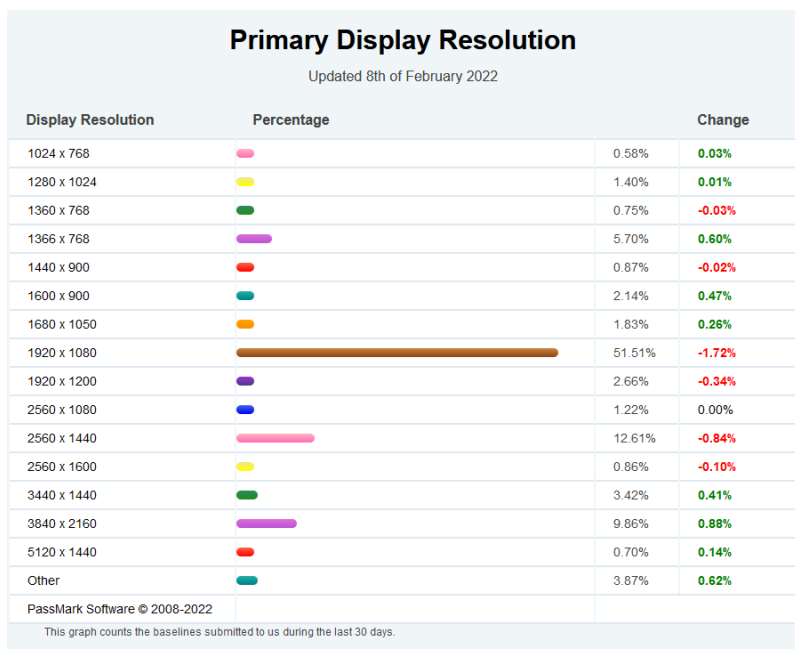 Primary Display Resolution
Updated 8th of February 2022
Display Resolution Percentage Change
1024 x 768 0.58% 0.03%
1280 x 1024 1.40% 0.01%
1360 x 768 0.75% -0.03%
1366 x 768 5.70% 0.60%
1440 x 900 0.87% -0.02%
1600 x 900 2.14% 0.47%
1680 x 1050 1.83% 0.26%
1920 x 1080 51.51% -1.72%
1920 x 1200 2.66% -0.34%
2560 x 1080 1.22% 0.00%
2560 x 1440 12.61% -0.84%
2560 x 1600 0.86% -0.10%
3440 x 1440 3.42% 0.41%
3840 x 2160 9.86% 0.88%
5120 x 1440 0.70% 0.14%
Other 3.87% 0.62%
PassMark Software © 2008-2022
This graph counts the baselines submitted to us during the last 30 days.